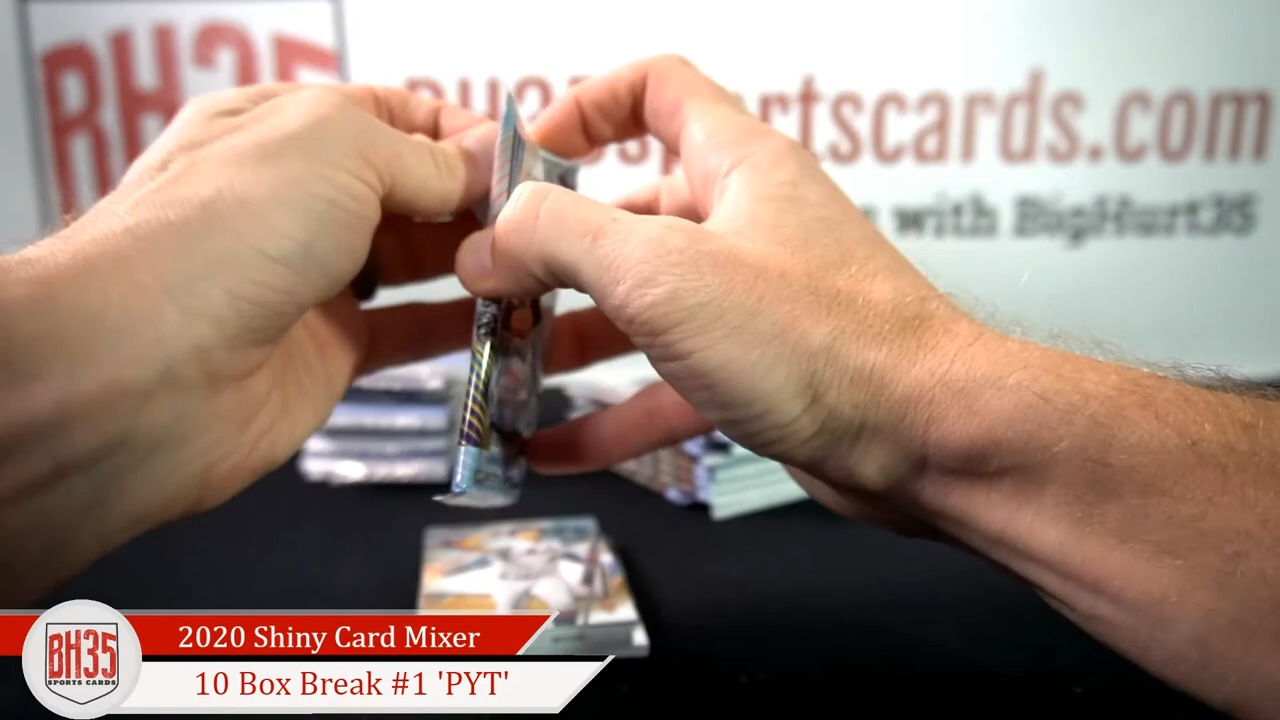 BH35
rtscards.com
with BigHurt35
2020 Shiny Card Mixer
10 Box Break #1 'PYT'
BH35
SPORTS CARDS